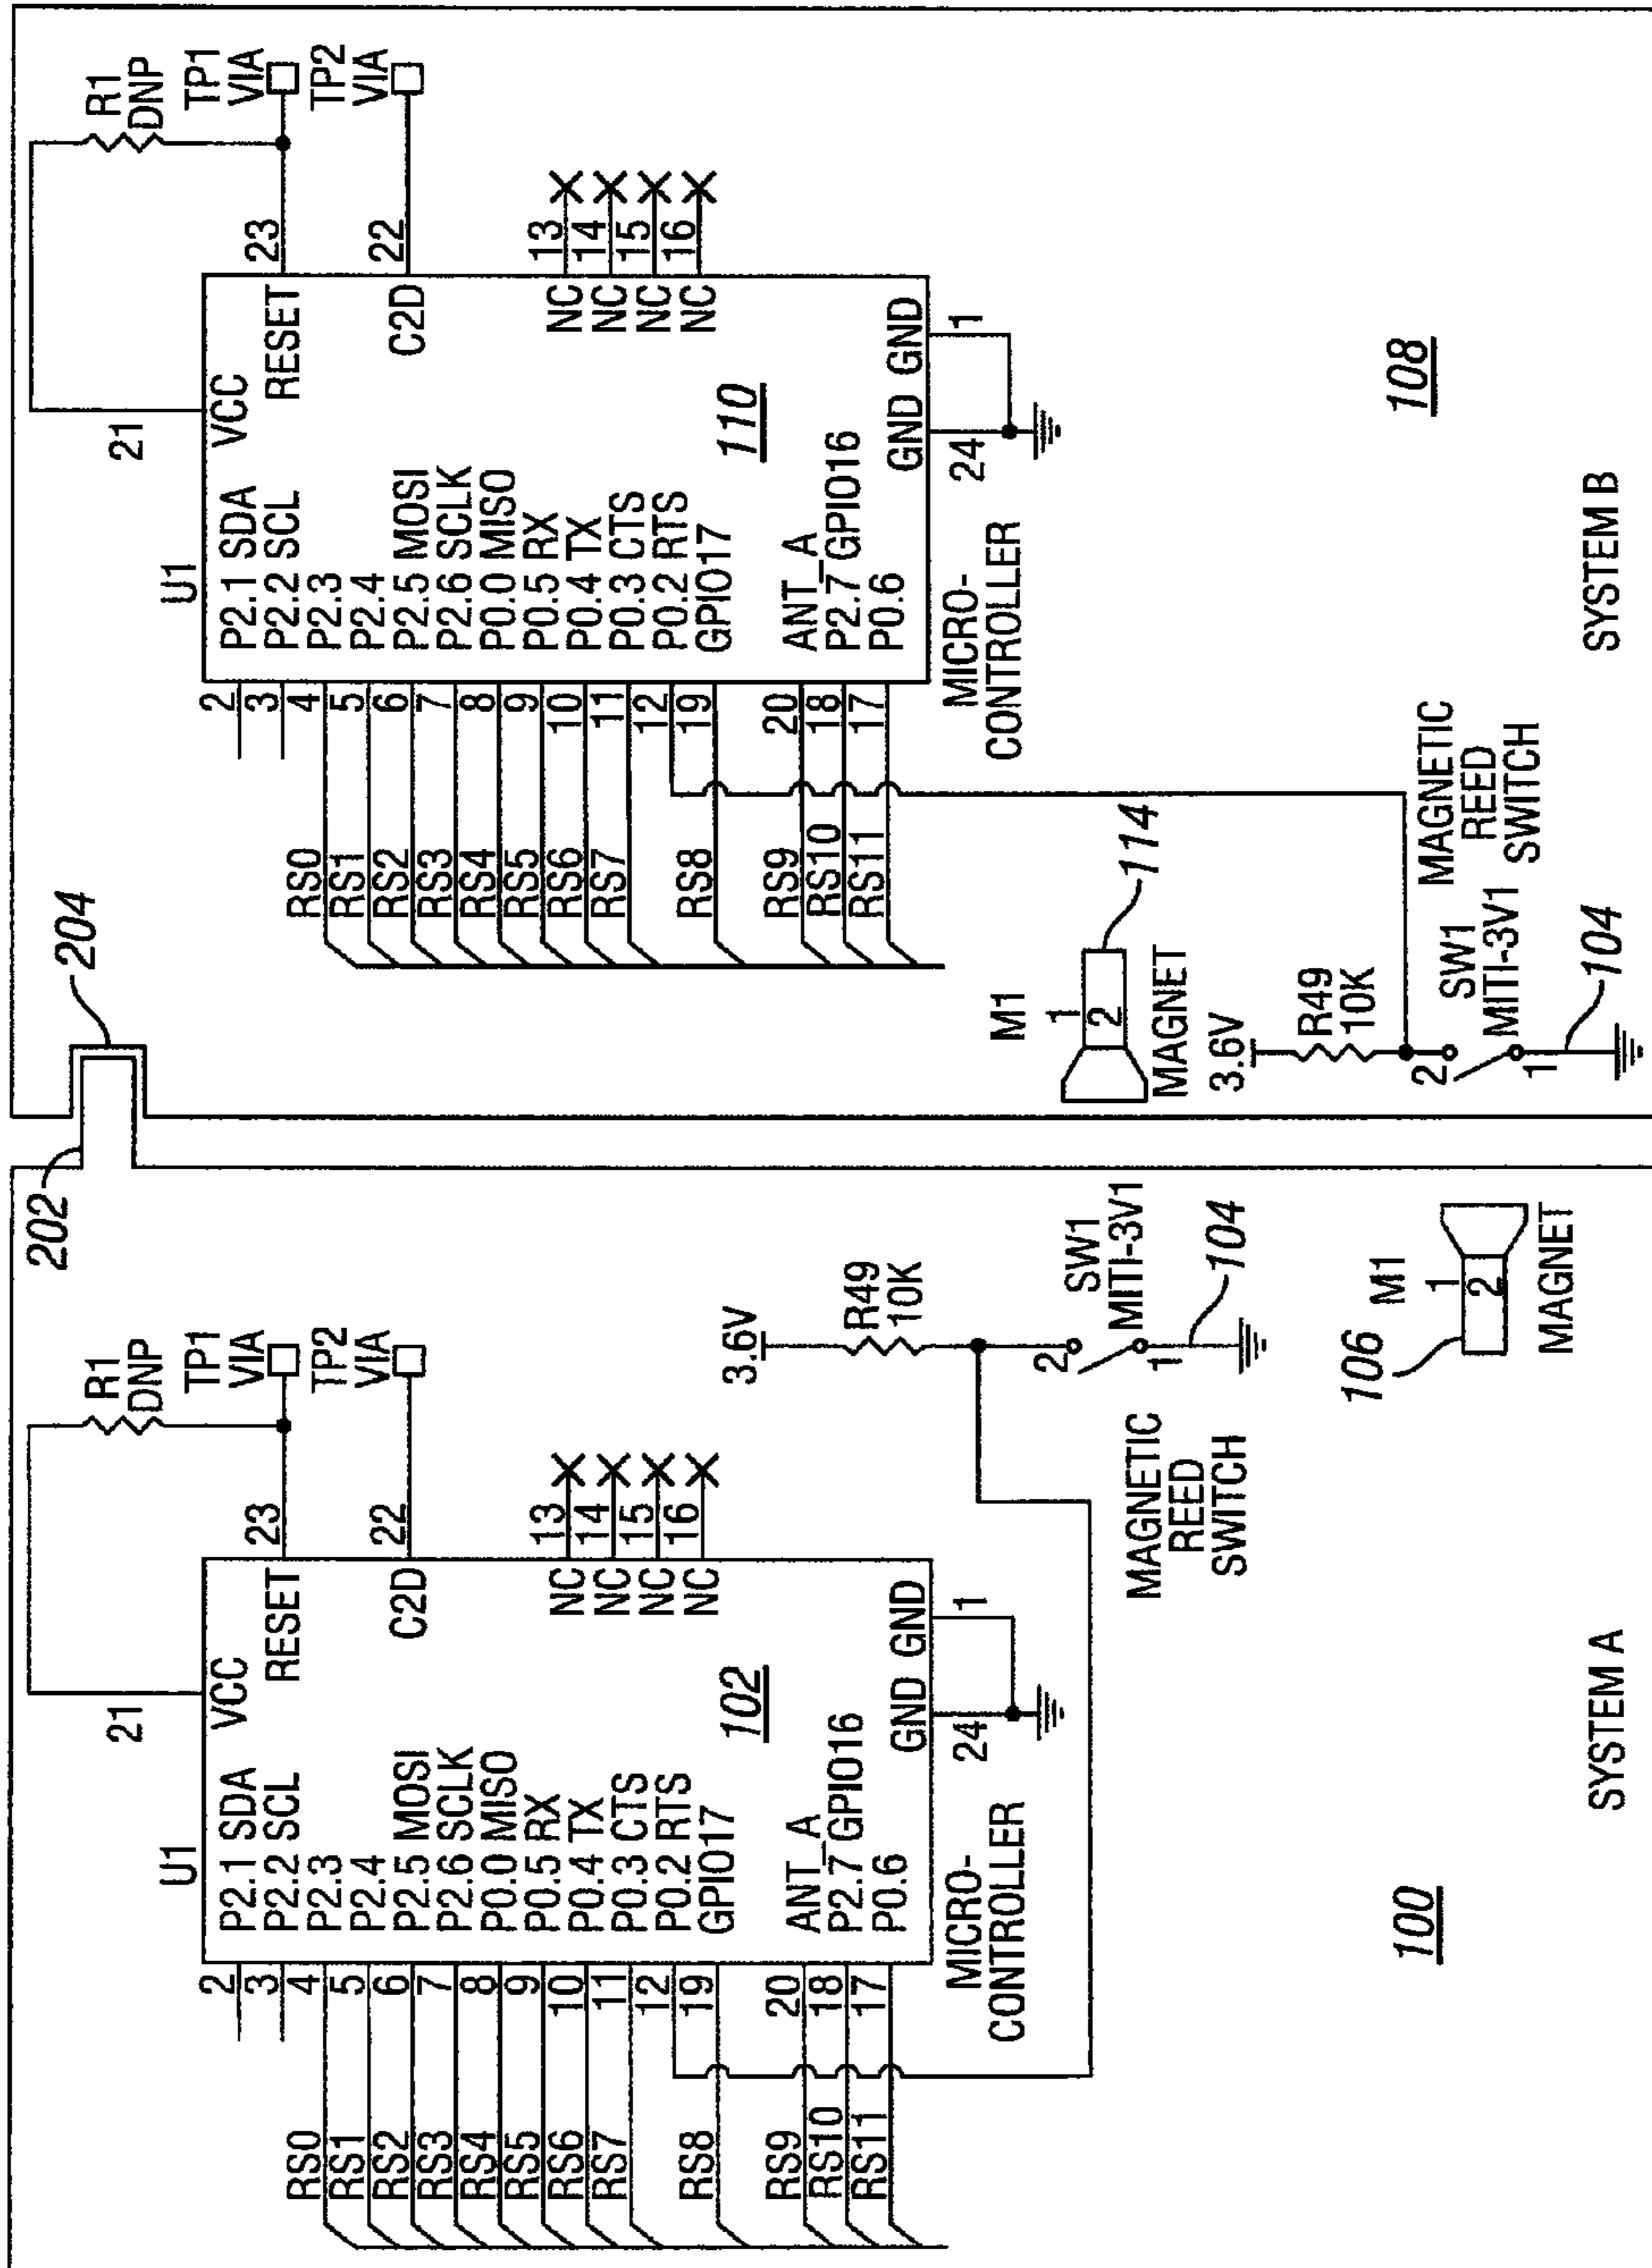 100
SYSTEM A
U1
21
VCC
P2.1 SDA
P2.2 SCL
P2.3
P2.4
P2.5 MOSI
P2.6 SCLK
P0.0 MISO
P0.5 RX
P0.4 TX
P0.3 CTS
P0.2 RTS
GPIO17
ANT_A
P2.7 GPIO16
P0.6
2
3
4
5
6
7
8
9
10
11
12
19
20
18
17
RS0
RS1
RS2
RS3
RS4
RS5
RS6
RS7
RS8
RS9
RS10
RS11
RESET
C2D
NC
NC
NC
NC
23
22
13
14
15
16
R1
DNP
TP1
VIA
TP2
VIA
102
GND GND
24
1
MICRO-
CONTROLLER
3.6V
R49
10K
SW1
MITI-3V1
2
1
104
MAGNETIC
REED
SWITCH
106
M1
1
2
MAGNET
202
204
U1
21
VCC
P2.1 SDA
P2.2 SCL
P2.3
P2.4
P2.5 MOSI
P2.6 SCLK
P0.0 MISO
P0.5 RX
P0.4 TX
P0.3 CTS
P0.2 RTS
GPIO17
ANT_A
P2.7 GPIO16
P0.6
2
3
4
5
6
7
8
9
10
11
12
19
20
18
17
RS0
RS1
RS2
RS3
RS4
RS5
RS6
RS7
RS8
RS9
RS10
RS11
RESET
C2D
NC
NC
NC
NC
23
22
13
14
15
16
R1
DNP
TP1
VIA
TP2
VIA
110
GND GND
24
1
MICRO-
CONTROLLER
M1
1
2
MAGNET
114
3.6V
R49
10K
SW1
MITI-3V1
2
1
104
MAGNETIC
REED
SWITCH
SYSTEM B
108